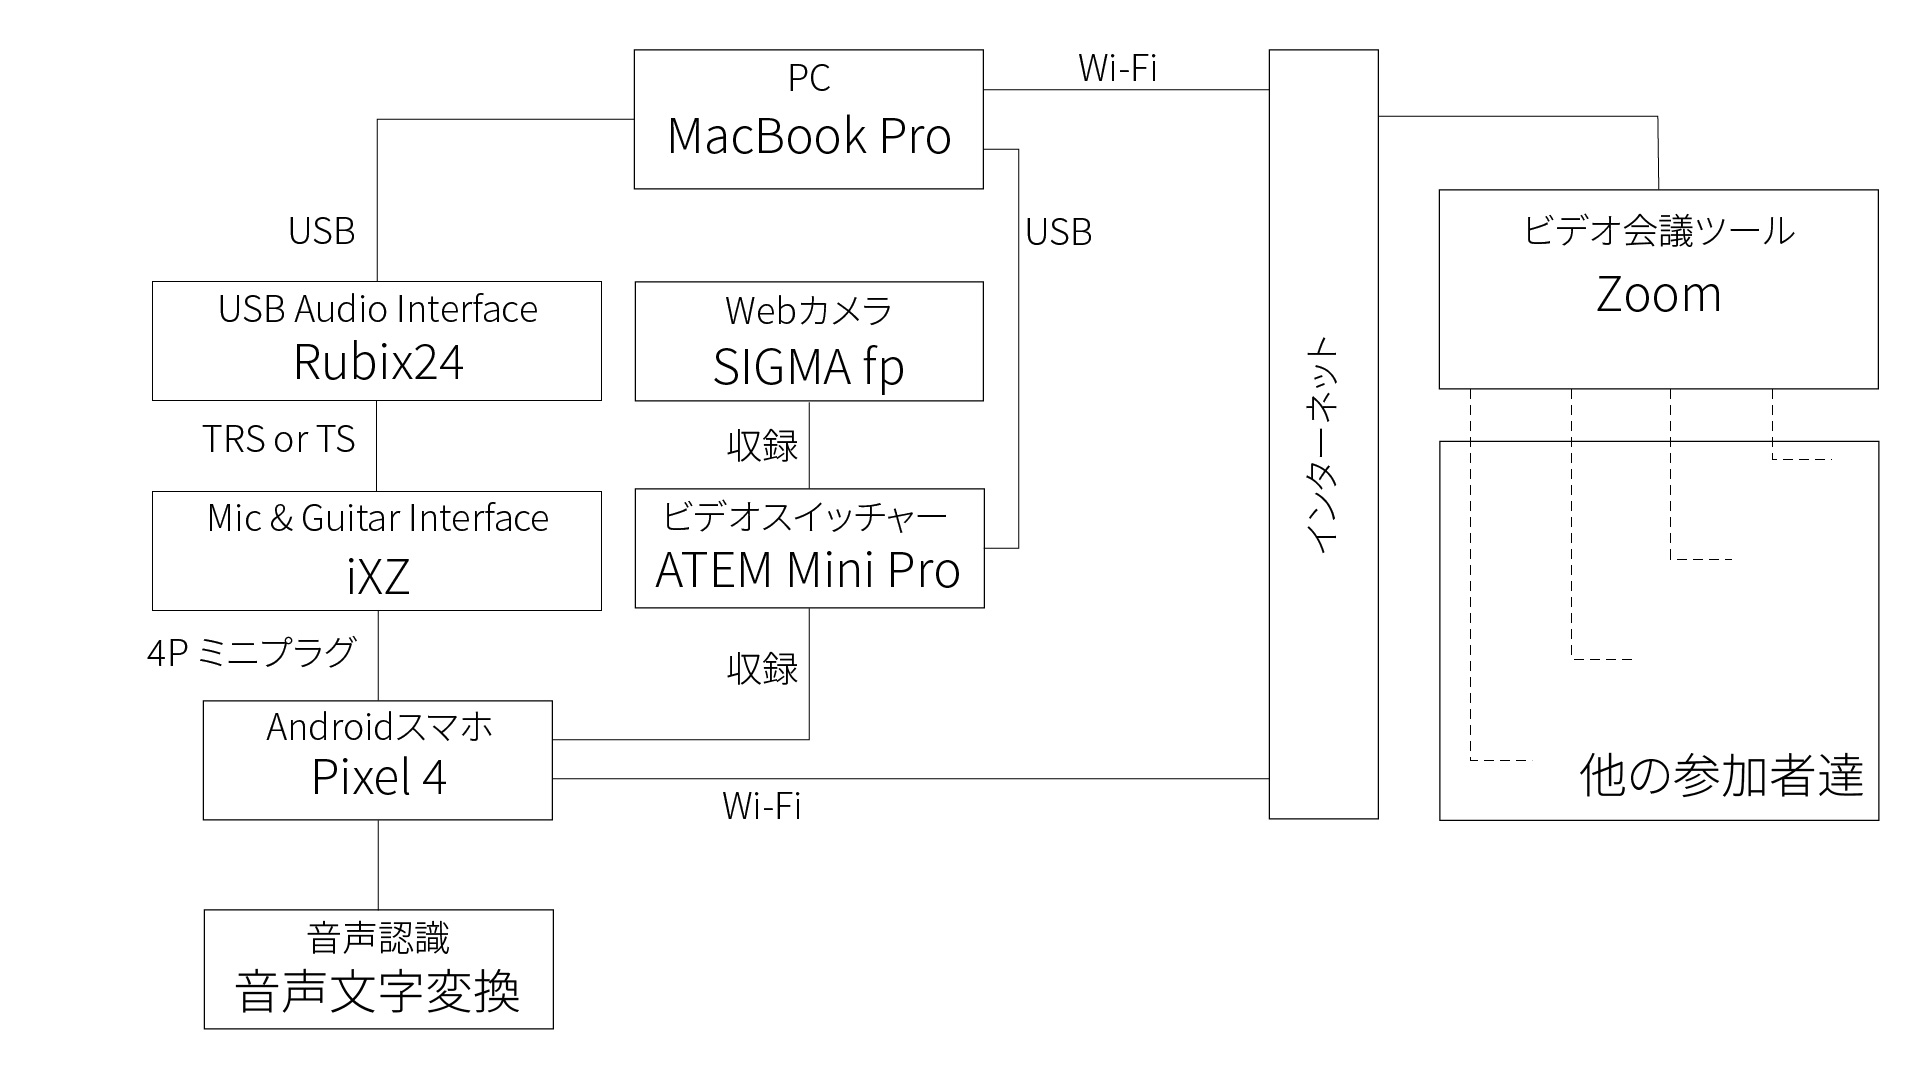 PC
MacBook Pro
Wi-Fi
USB
USB
USB Audio Interface
Rubix24
Webカメラ
SIGMA fp
ビデオ会議ツール
Zoom
TRS or TS
収録
インターネット
Mic & Guitar Interface
iXZ
ビデオスイッチャー
ATEM Mini Pro
4P ミニプラグ
収録
Androidスマホ
Pixel 4
Wi-Fi
他の参加者達
音声認識
音声文字変換